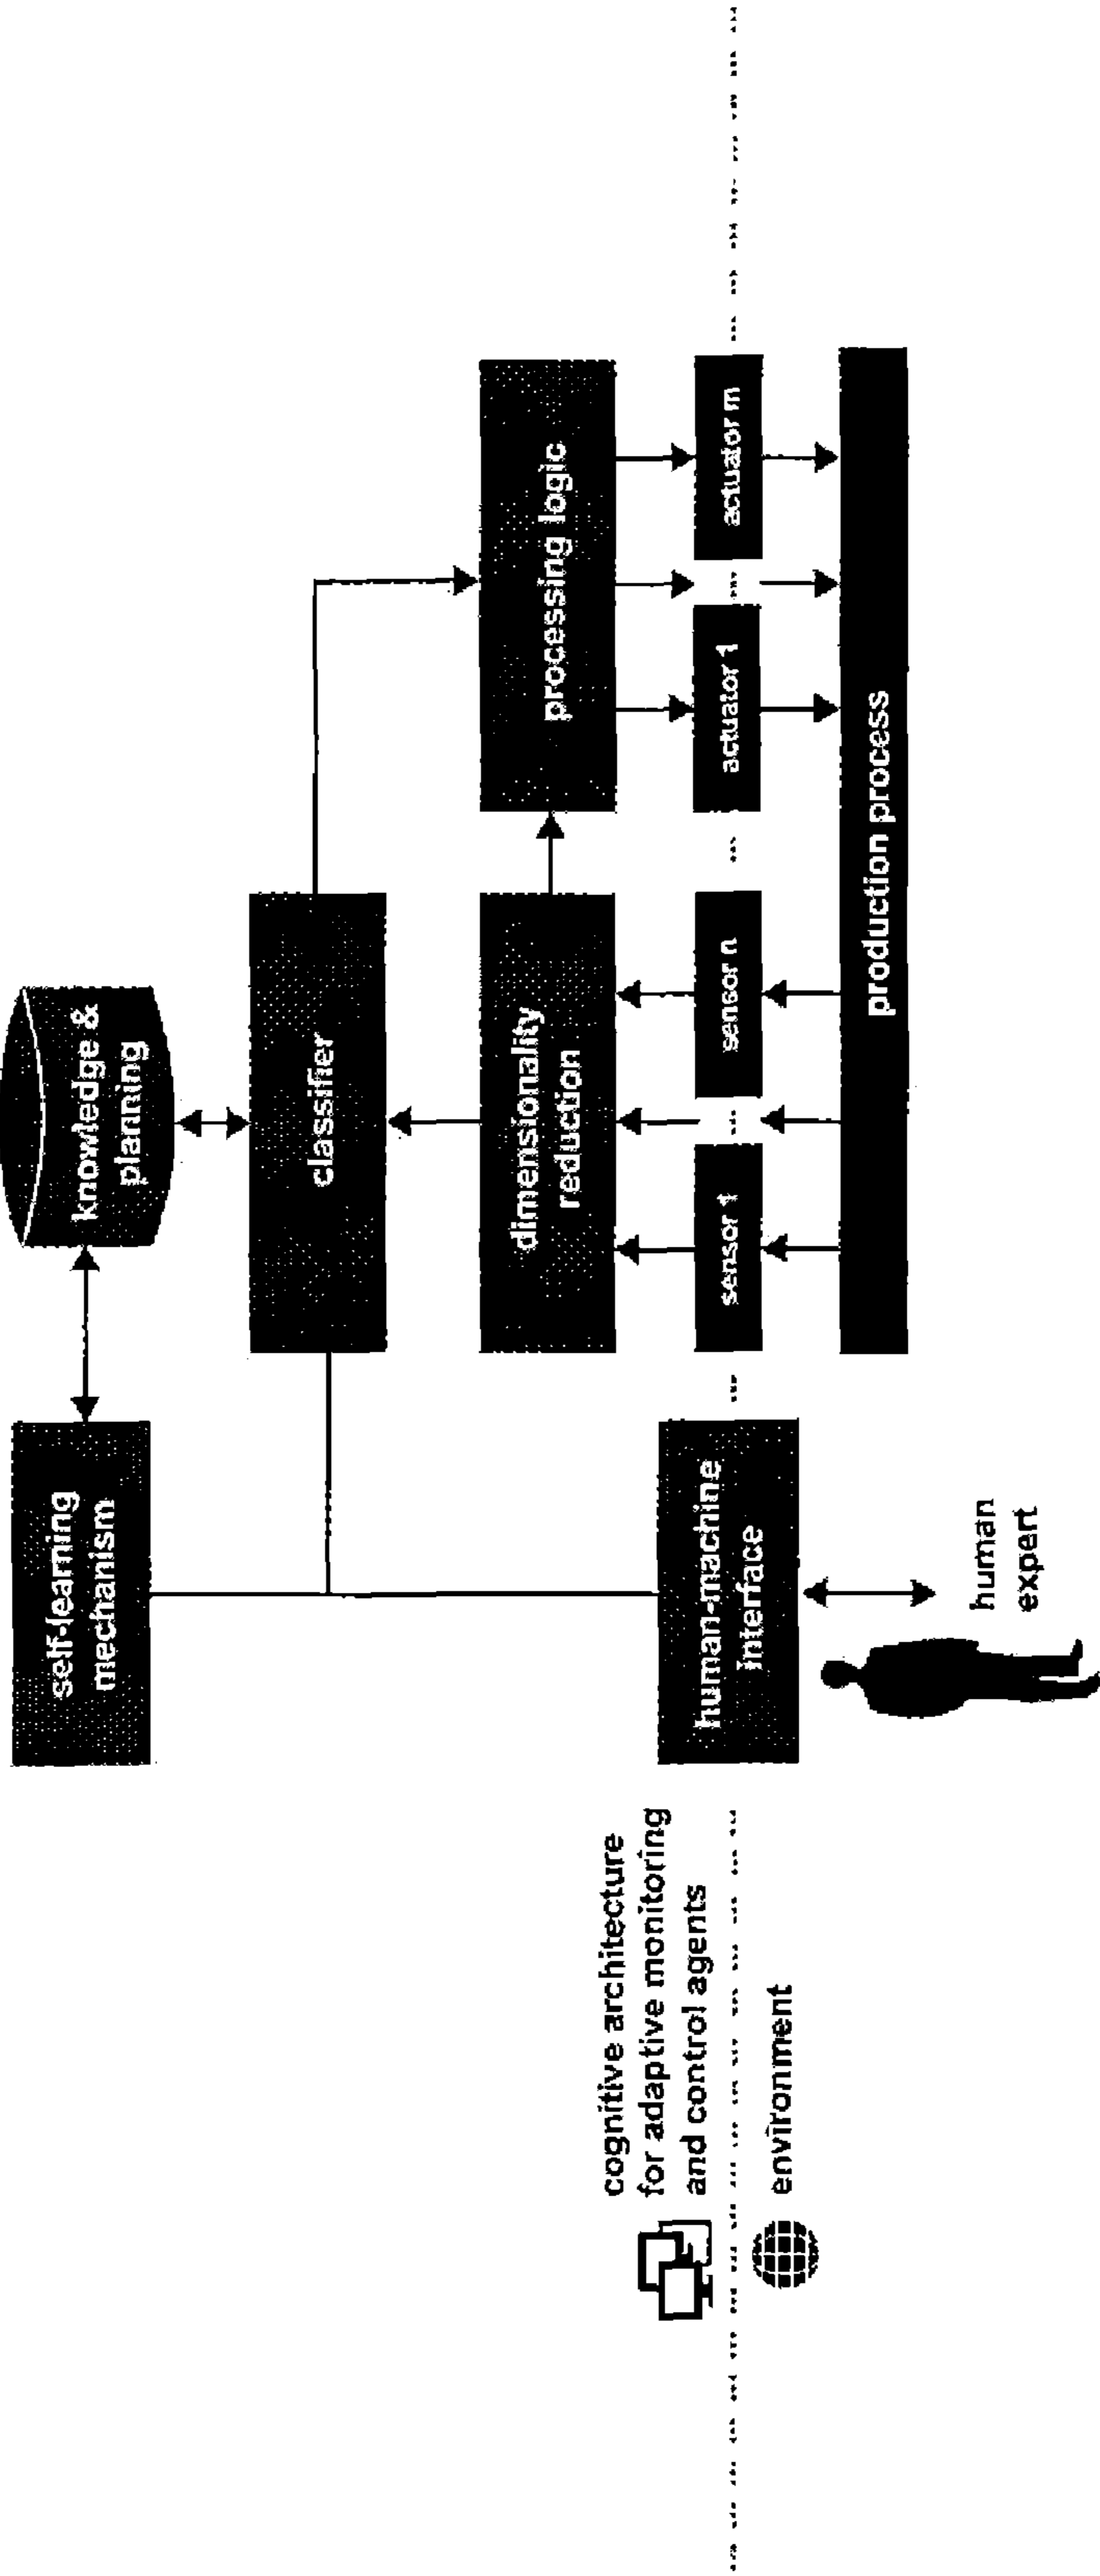 self-learning
mechanism
knowledge &
planning
classifier
cognitive architecture
for adaptive monitoring
and control agents
environment
human-machine
interface
human
expert
dimensionality
reduction
processing logic
sensor 1
...
sensor n
...
actuator 1
...
actuator m
production process